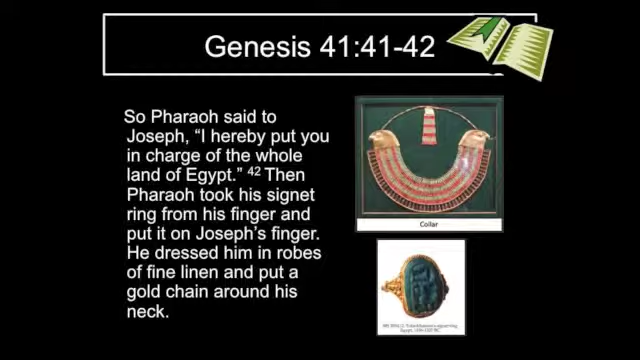 Genesis 41:41-42
So Pharaoh said to
Joseph, “I hereby put you
in charge of the whole
land of Egypt.” 42 Then
Pharaoh took his signet
ring from his finger and
put it on Joseph’s finger.
He dressed him in robes
of fine linen and put a
gold chain around his
neck.
Collar